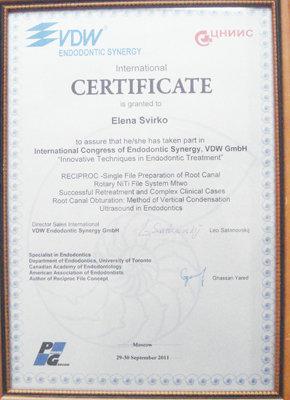 VDW
ENDODONTIC SYNERGY
ЦНИИС
International
CERTIFICATE
is granted to
Elena Svirko
to assure that he/she has taken part in
International Congress of Endodontic Synergy, VDW GmbH
"Innovative Techniques in Endodontic Treatment"
RECIPROC -Single File Preparation of Root Canal
Rotary NiTi File System Mtwo
Successful Retreatment and Complex Clinical Cases
Root Canal Obturation: Method of Vertical Condensation
Ultrasound in Endodontics
Director Sales International
VDW Endodontic Synergy GmbH
Leo Satanovskij
Specialist in Endodontics
Department of Endodontics, University of Toronto
Canadian Academy of Endodontology
American Association of Endodontists
Author of Reciproc File Concept
Ghassan Yared
Moscow
29-30 September 2011